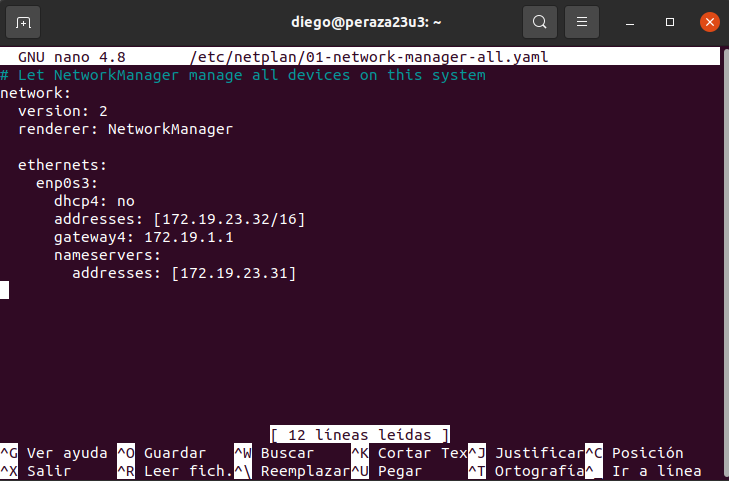 diego@peraza23u3: ~
GNU nano 4.8 /etc/netplan/01-network-manager-all.yaml
# Let NetworkManager manage all devices on this system
network:
  version: 2
  renderer: NetworkManager

  ethernets:
    enp0s3:
      dhcp4: no
      addresses: [172.19.23.32/16]
      gateway4: 172.19.1.1
      nameservers:
        addresses: [172.19.23.31]
[ 12 líneas leídas ]
^G Ver ayuda ^O Guardar ^W Buscar ^K Cortar Tex^J Justificar^C Posición
^X Salir ^R Leer fich.^\ Reemplazar^U Pegar ^T Ortografía^_ Ir a línea